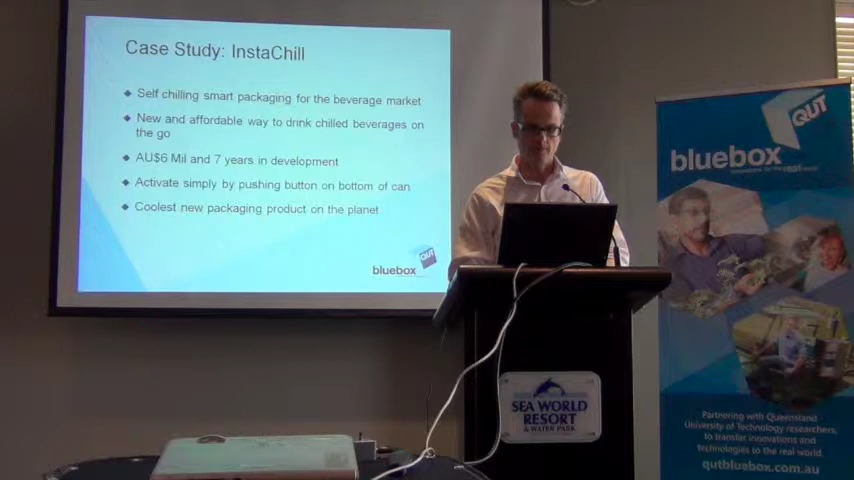 Case Study: InstaChill
Self chilling smart packaging for the beverage market
New and affordable way to drink chilled beverages on
the go
AU$6 Mil and 7 years in development
Activate simply by pushing button on bottom of can
Coolest new packaging product on the planet
bluebox QUT
SEA WORLD
RESORT
& WATER PARK
QUT
bluebox
Partnering with Queensland
University of Technology researchers,
to transfer innovations and
technologies to the real world.
qutbluebox.com.au